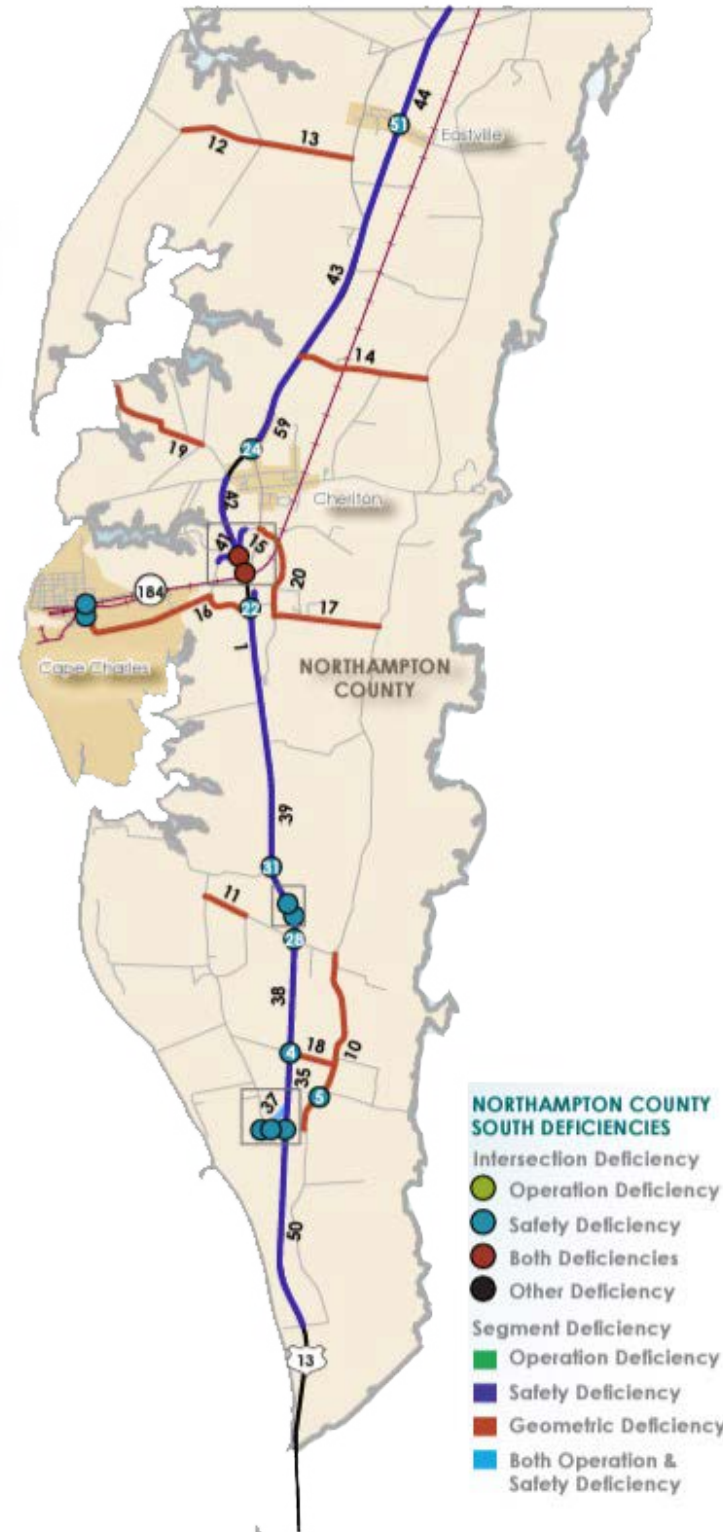 44
51
Eastville
12
13
43
14
59
19
24
42
Cheriton
41
15
20
184
16
22
17
1
Cape Charles
NORTHAMPTON
COUNTY
39
31
11
28
38
4
18
10
35
5
37
50
13
NORTHAMPTON COUNTY
SOUTH DEFICIENCIES
Intersection Deficiency
Operation Deficiency
Safety Deficiency
Both Deficiencies
Other Deficiency
Segment Deficiency
Operation Deficiency
Safety Deficiency
Geometric Deficiency
Both Operation &
Safety Deficiency